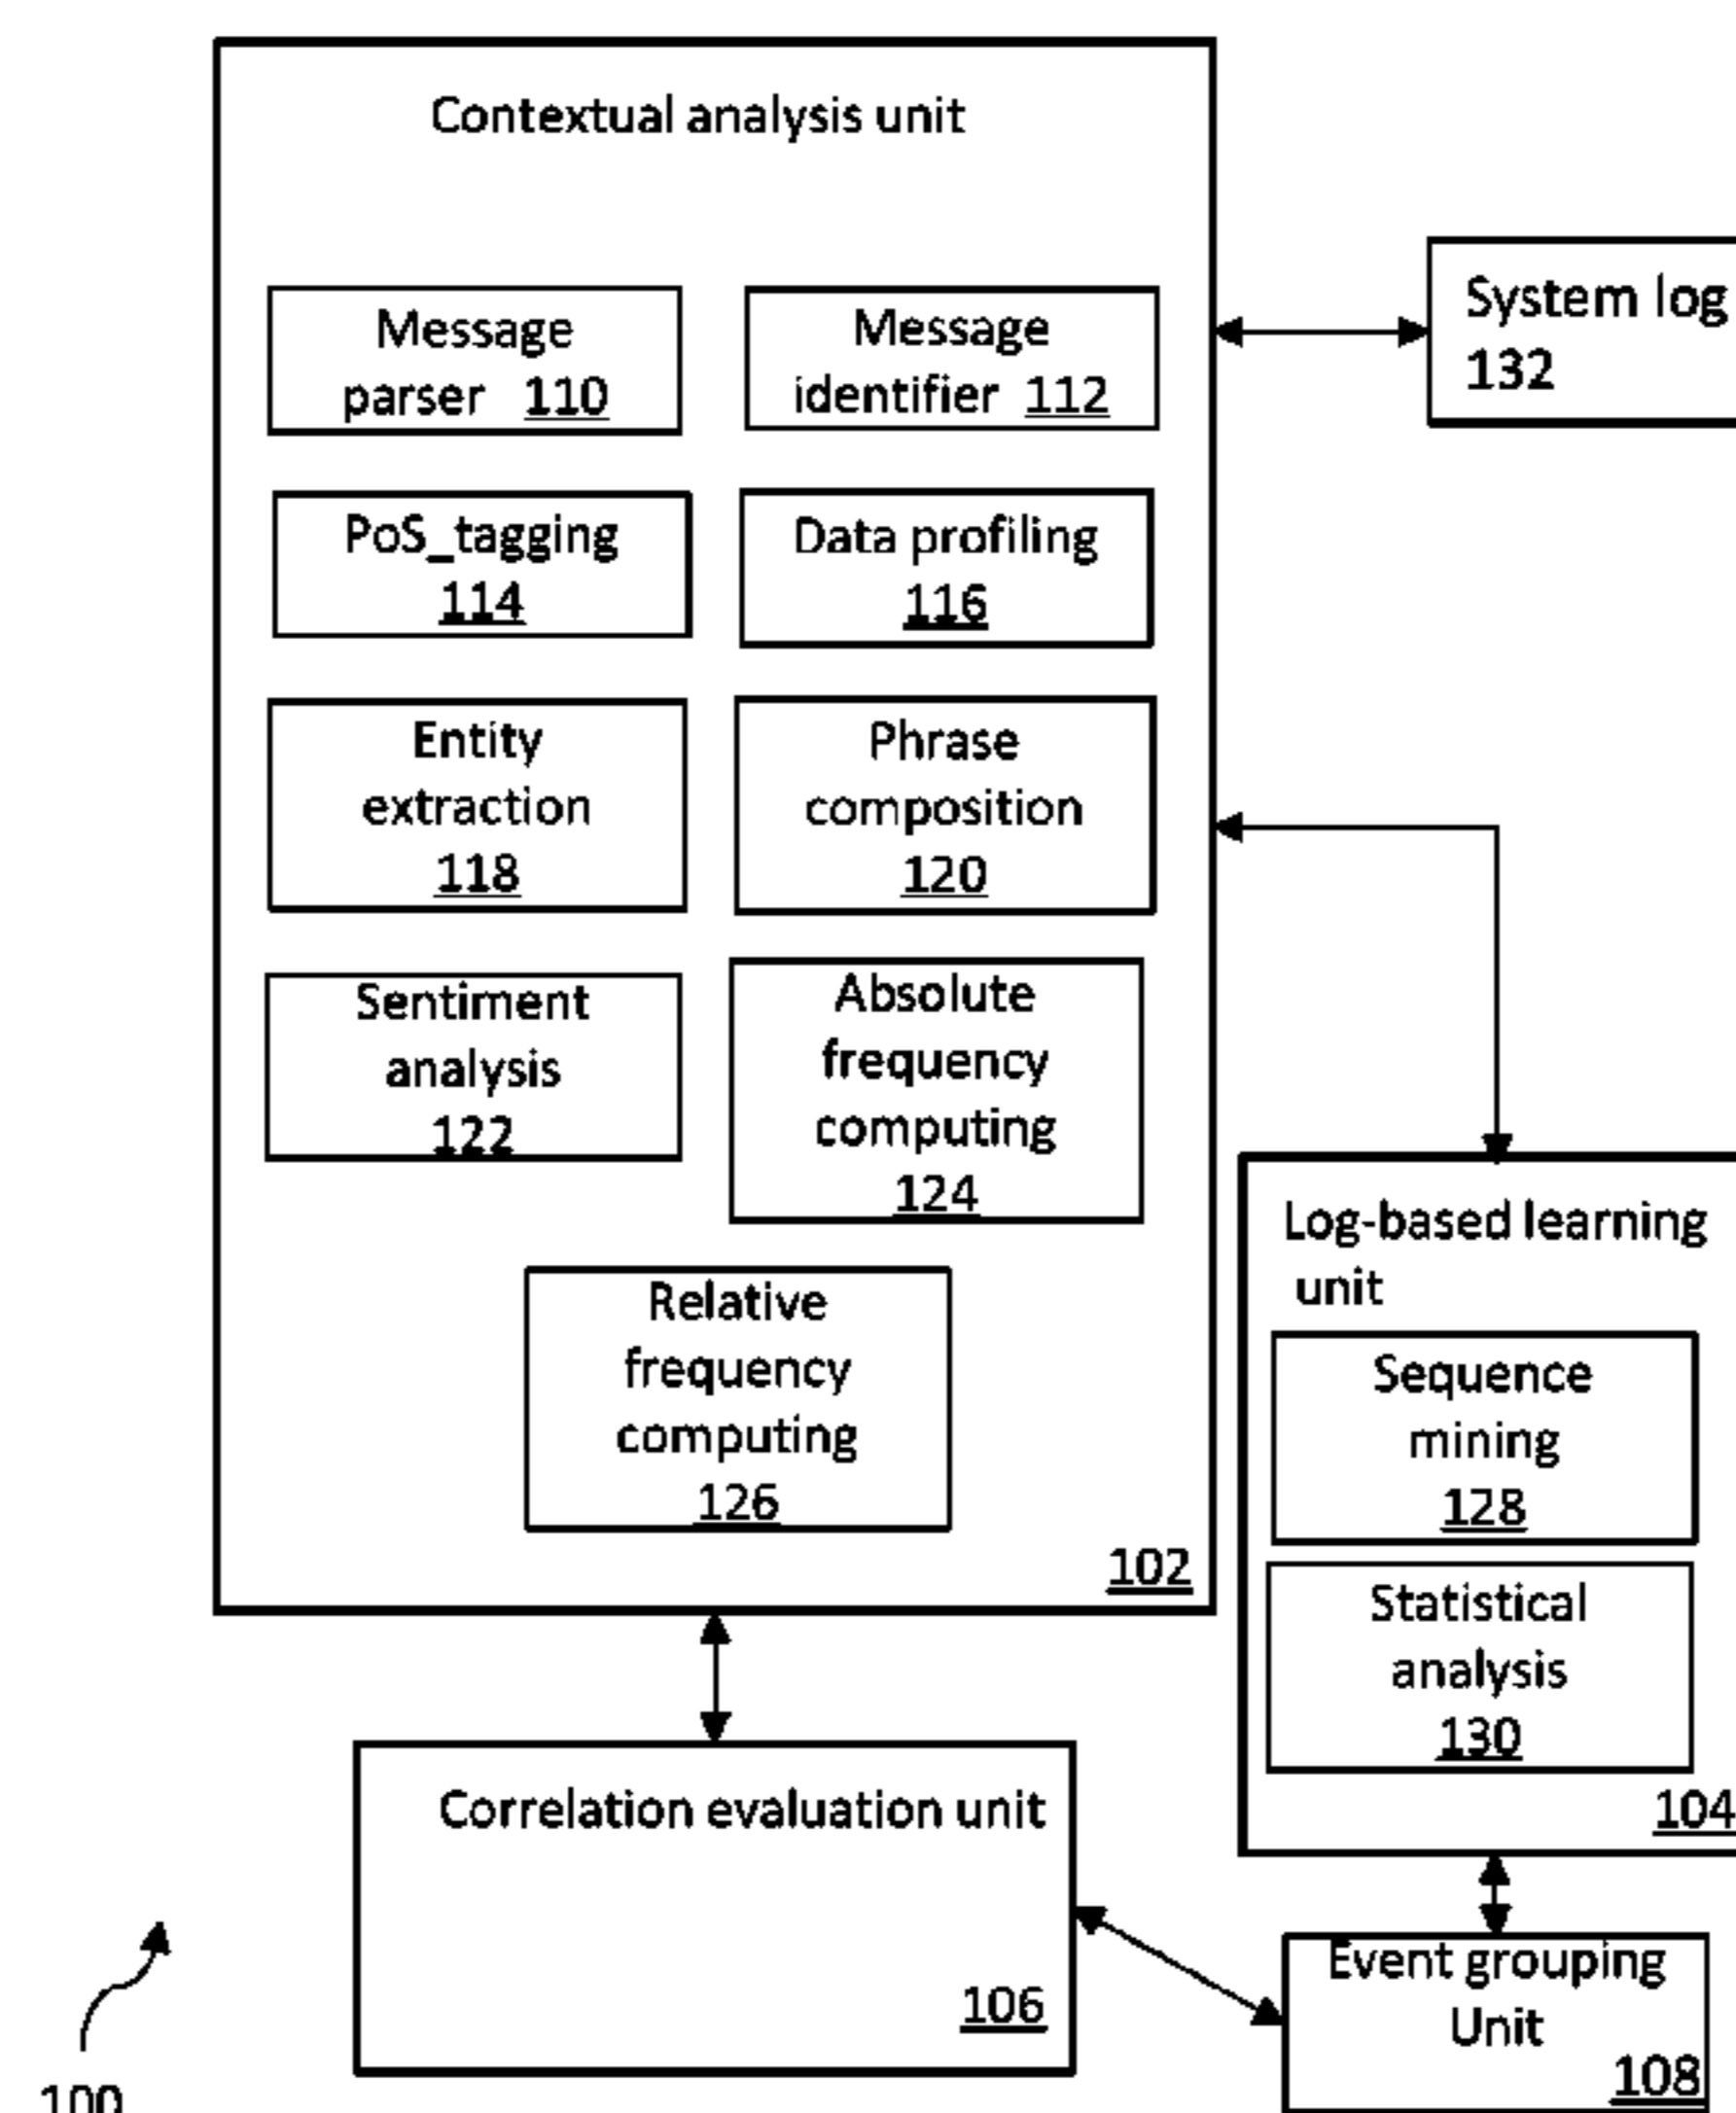 Contextual analysis unit
Message
parser 110
Message
identifier 112
System log
132
PoS_tagging
114
Data profiling
116
Entity
extraction
118
Phrase
composition
120
Sentiment
analysis
122
Absolute
frequency
computing
124
Relative
frequency
computing
126
102
Log-based learning
unit
Sequence
mining
128
Statistical
analysis
130
104
Correlation evaluation unit
106
Event grouping
Unit
108
100